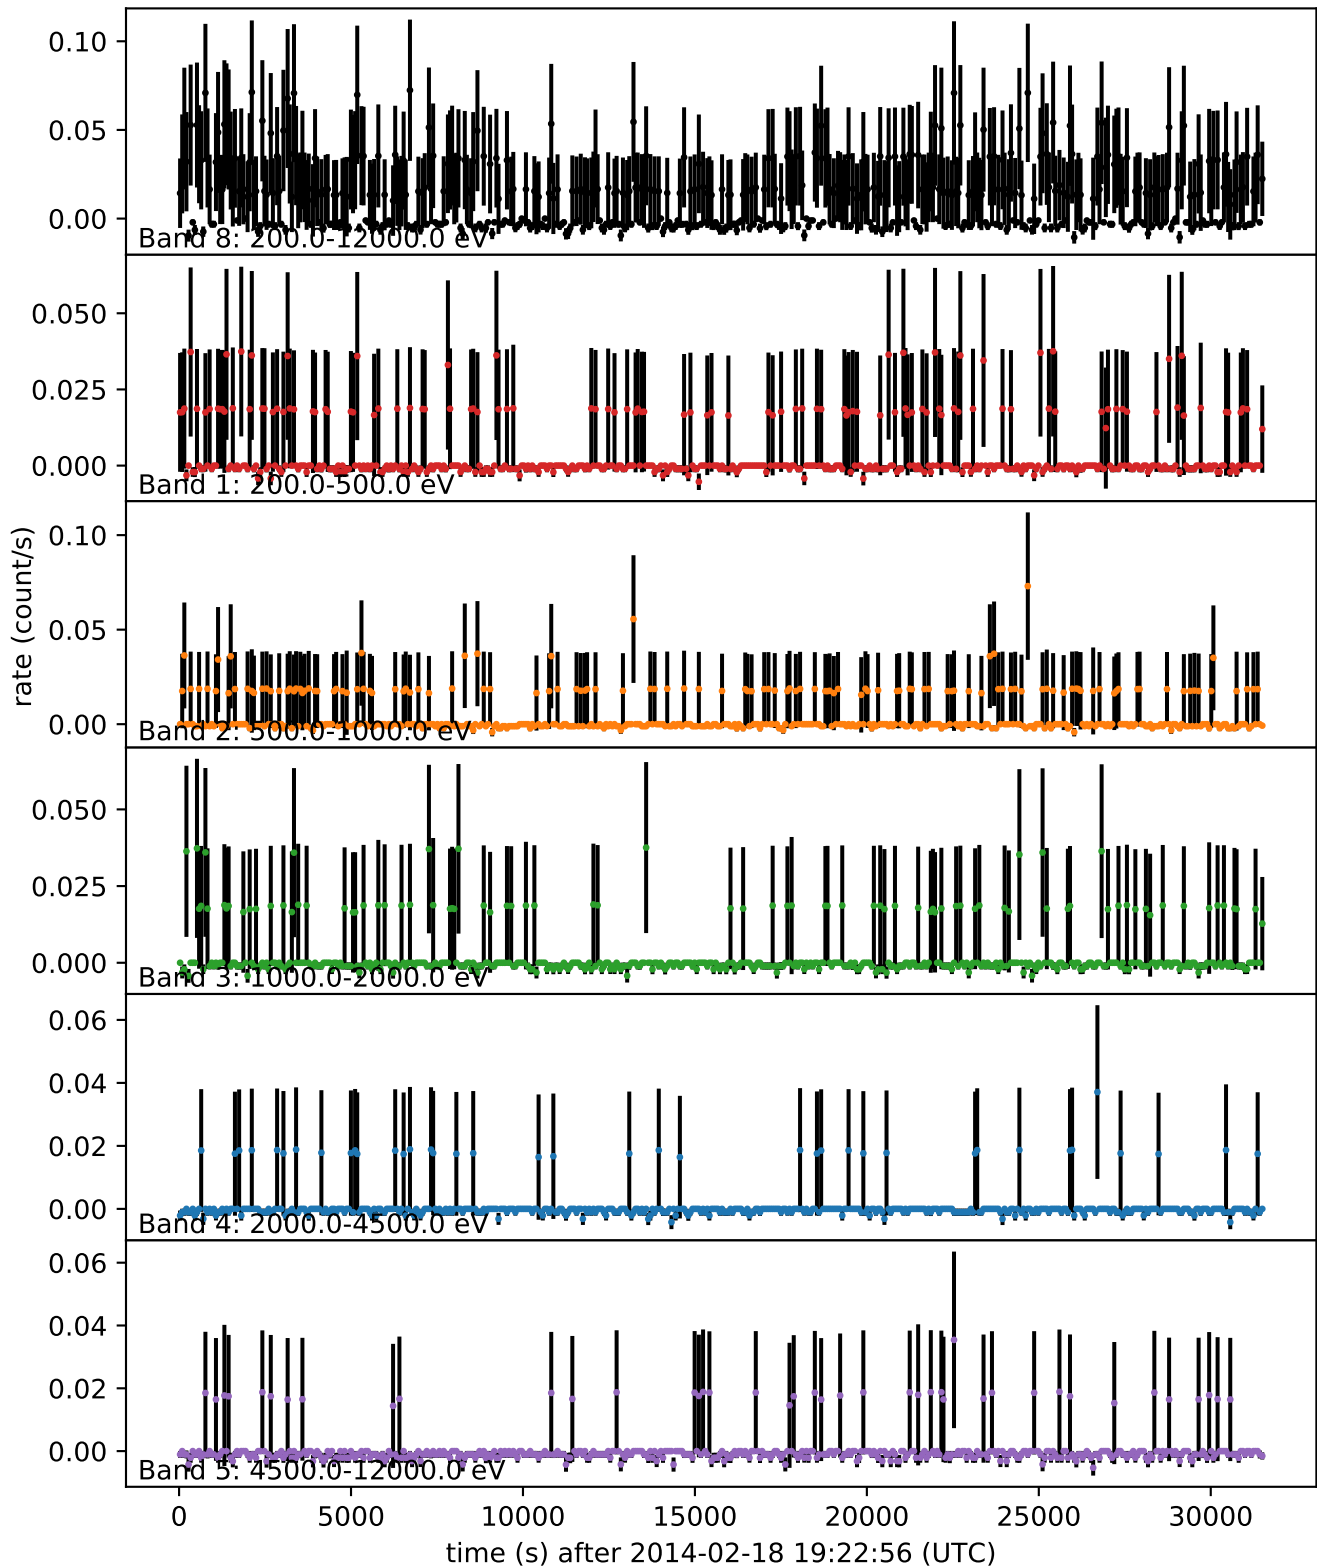 0.10
0.05
0.00
Band 8: 200.0-12000.0 eV
0.050
0.025
0.000
Band 1: 200.0-500.0 eV
rate (count/s)
0.10
0.05
0.00
Band 2: 500.0-1000.0 eV
0.050
0.025
0.000
Band 3: 1000.0-2000.0 eV
0.06
0.04
0.02
0.00
Band 4: 2000.0-4500.0 eV
0.06
0.04
0.02
0.00
Band 5: 4500.0-12000.0 eV
0 5000 10000 15000 20000 25000 30000
time (s) after 2014-02-18 19:22:56 (UTC)